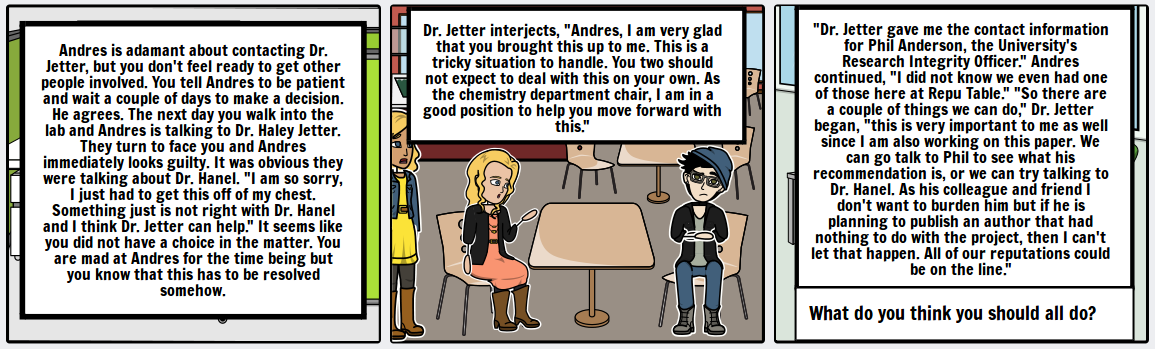 Andres is adamant about contacting Dr.
Jetter, but you don't feel ready to get other
people involved. You tell Andres to be patient
and wait a couple of days to make a decision.
He agrees. The next day you walk into the
lab and Andres is talking to Dr. Haley Jetter.
They turn to face you and Andres
immediately looks guilty. It was obvious they
were talking about Dr. Hanel. "I am so sorry,
I just had to get this off of my chest.
Something just is not right with Dr. Hanel
and I think Dr. Jetter can help." It seems like
you did not have a choice in the matter. You
are mad at Andres for the time being but
you know that this has to be resolved
somehow.
Dr. Jetter interjects, "Andres, I am very glad
that you brought this up to me. This is a
tricky situation to handle. You two should
not expect to deal with this on your own. As
the chemistry department chair, I am in a
good position to help you move forward with
this."
"Dr. Jetter gave me the contact information
for Phil Anderson, the University's
Research Integrity Officer." Andres
continued, "I did not know we even had one
of those here at Repu Table." "So there are
a couple of things we can do," Dr. Jetter
began, "this is very important to me as well
since I am also working on this paper. We
can go talk to Phil to see what his
recommendation is, or we can try talking to
Dr. Hanel. As his colleague and friend I
don't want to burden him but if he is
planning to publish an author that had
nothing to do with the project, then I can't
let that happen. All of our reputations could
be on the line."
What do you think you should all do?